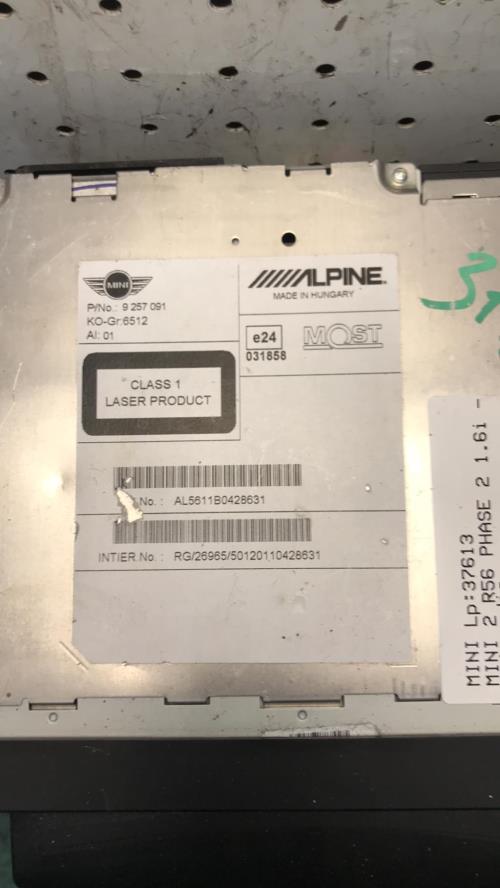 MINI
P/No.: 9 257 091
KO-Gr:6512
AI: 01
ALPINE®
MADE IN HUNGARY
e24
031858
MOST
CLASS 1
LASER PRODUCT
No. : AL5611B0428631
INTIER.No. : RG/26965/50120110428631
MINI Lp:37613
MINI 2 R56 PHASE 2 1.6i -